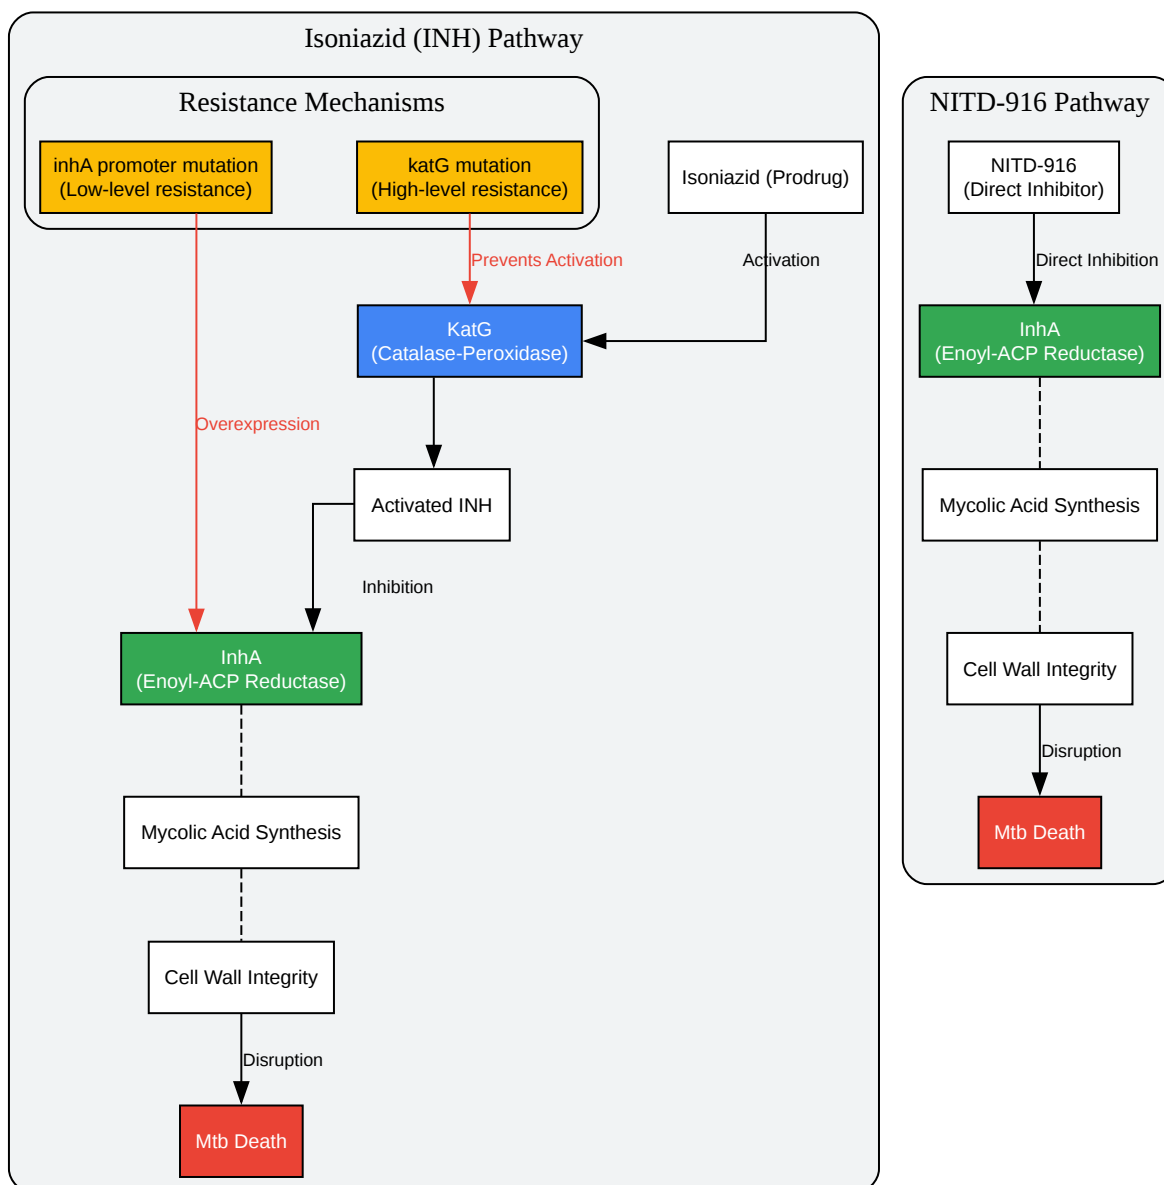 Isoniazid (INH) Pathway
Resistance Mechanisms
inhA promoter mutation
(Low-level resistance)
katG mutation
(High-level resistance)
Isoniazid (Prodrug)
Prevents Activation
Activation
KatG
(Catalase-Peroxidase)
Overexpression
Activated INH
Inhibition
InhA
(Enoyl-ACP Reductase)
Mycolic Acid Synthesis
Cell Wall Integrity
Disruption
Mtb Death
NITD-916 Pathway
NITD-916
(Direct Inhibitor)
Direct Inhibition
InhA
(Enoyl-ACP Reductase)
Mycolic Acid Synthesis
Cell Wall Integrity
Disruption
Mtb Death